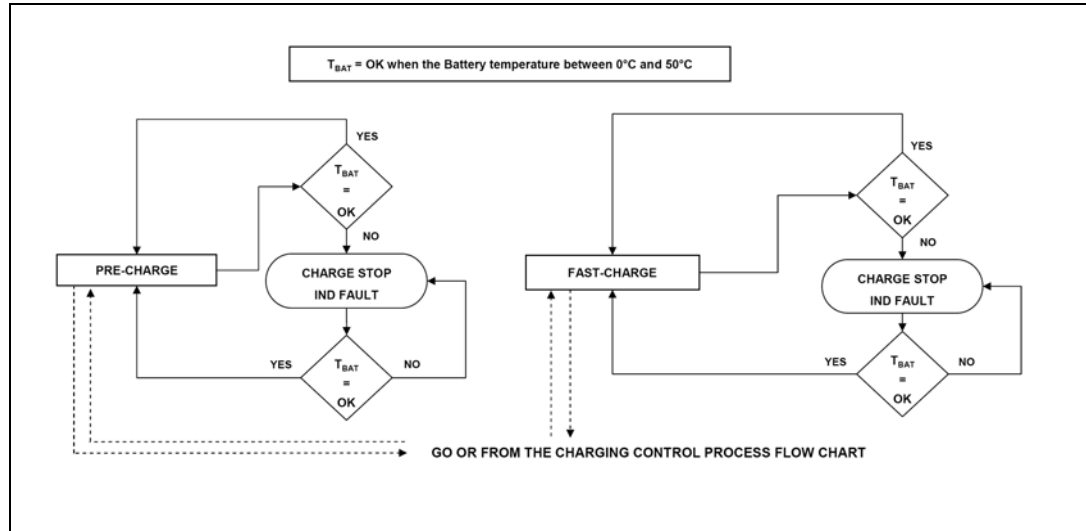 T_BAT = OK when the Battery temperature between 0°C and 50°C
YES
T_BAT
=
OK
NO
PRE-CHARGE
CHARGE STOP
IND FAULT
YES
NO
T_BAT
=
OK
YES
T_BAT
=
OK
NO
FAST-CHARGE
CHARGE STOP
IND FAULT
YES
NO
T_BAT
=
OK
GO OR FROM THE CHARGING CONTROL PROCESS FLOW CHART